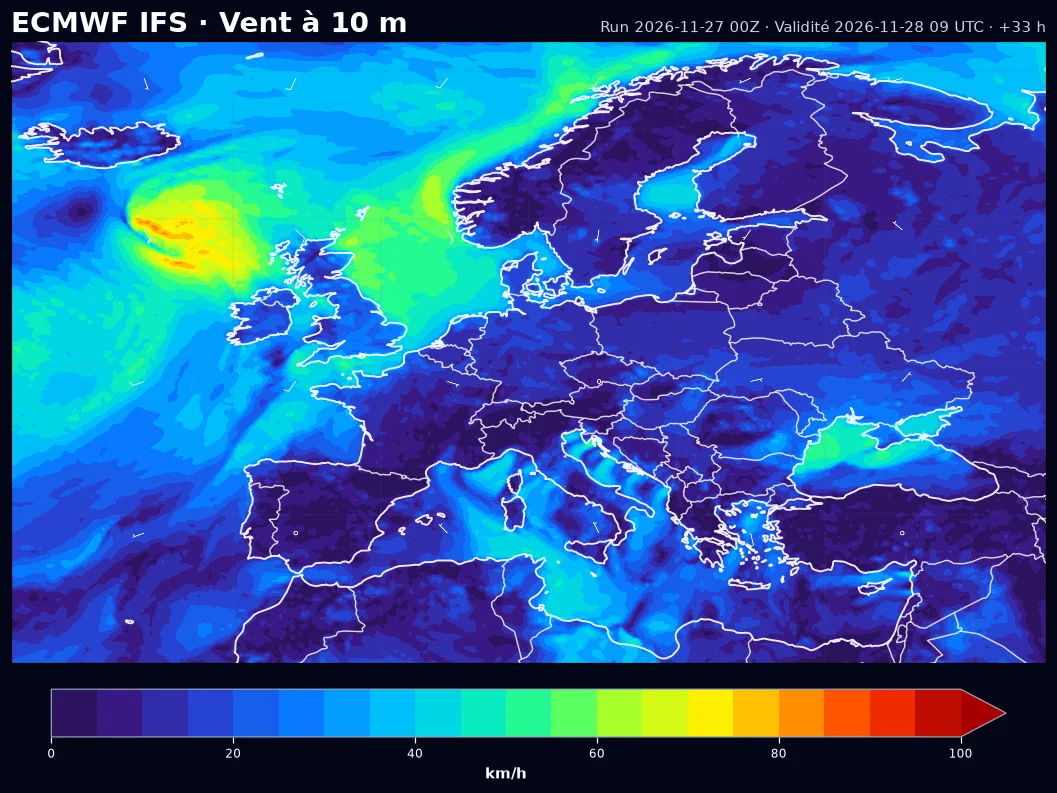 ECMWF IFS · Vent à 10 m
Run 2026-11-27 00Z · Validité 2026-11-28 09 UTC · +33 h
0 20 40 60 80 100
km/h